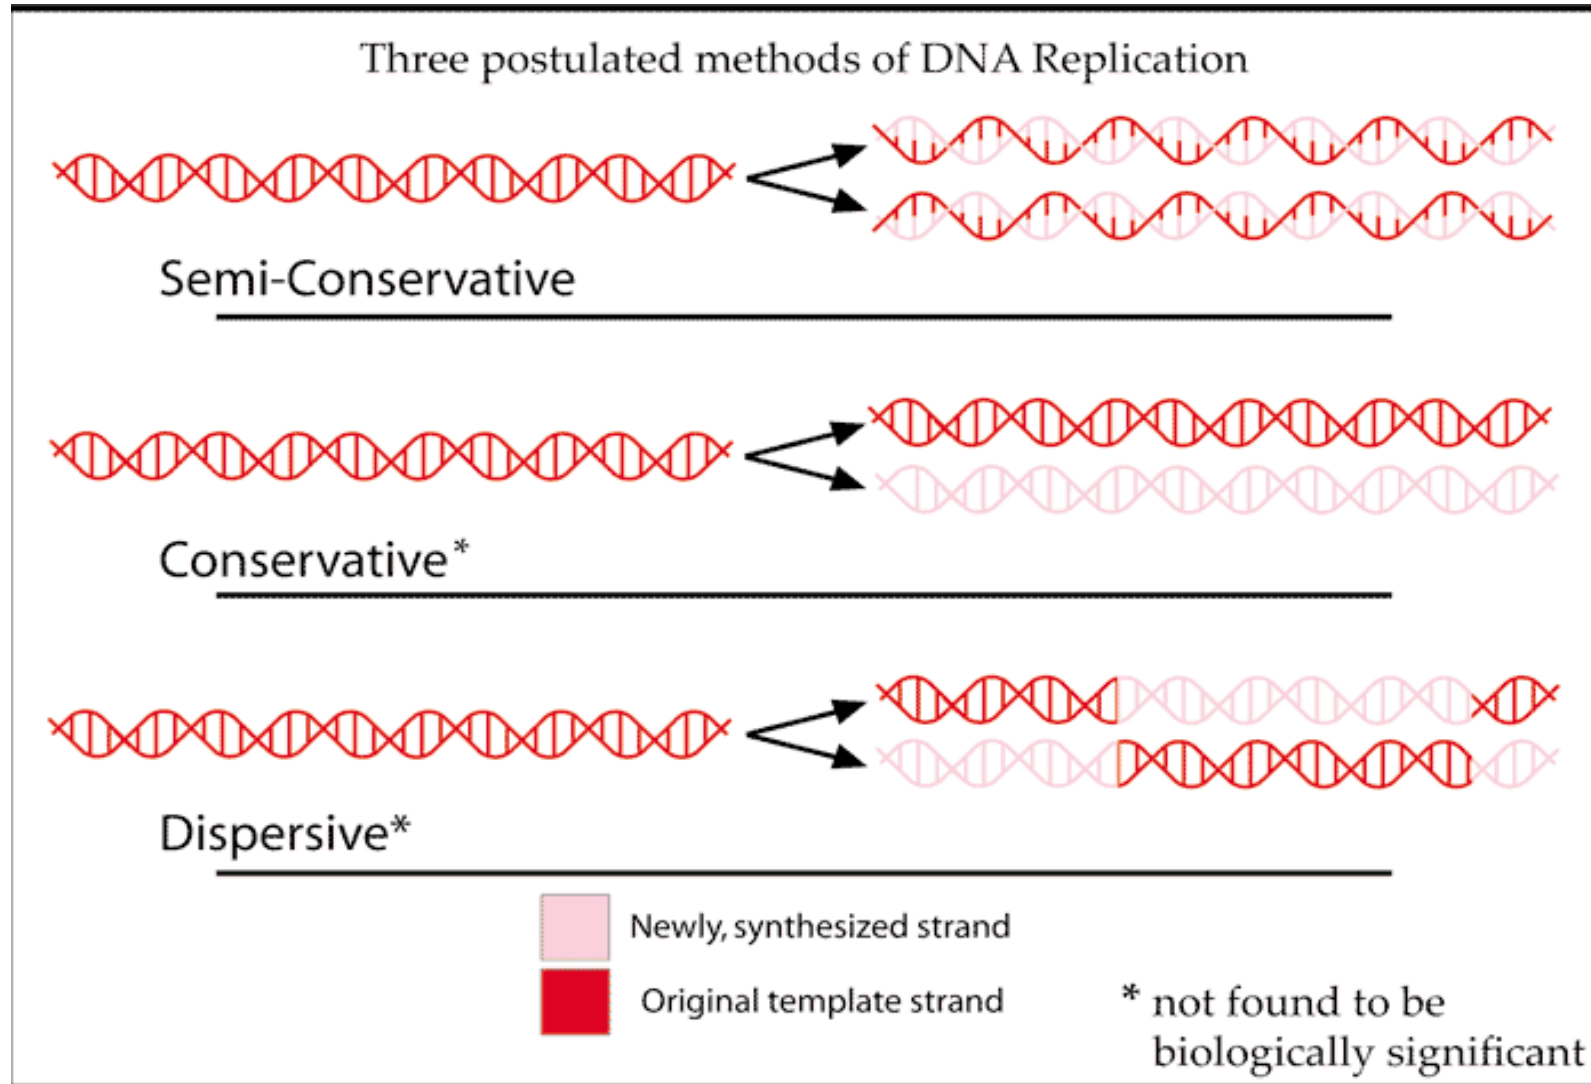 Three postulated methods of DNA Replication
Semi-Conservative
Conservative*
Dispersive*
Newly, synthesized strand
Original template strand
* not found to be
biologically significant